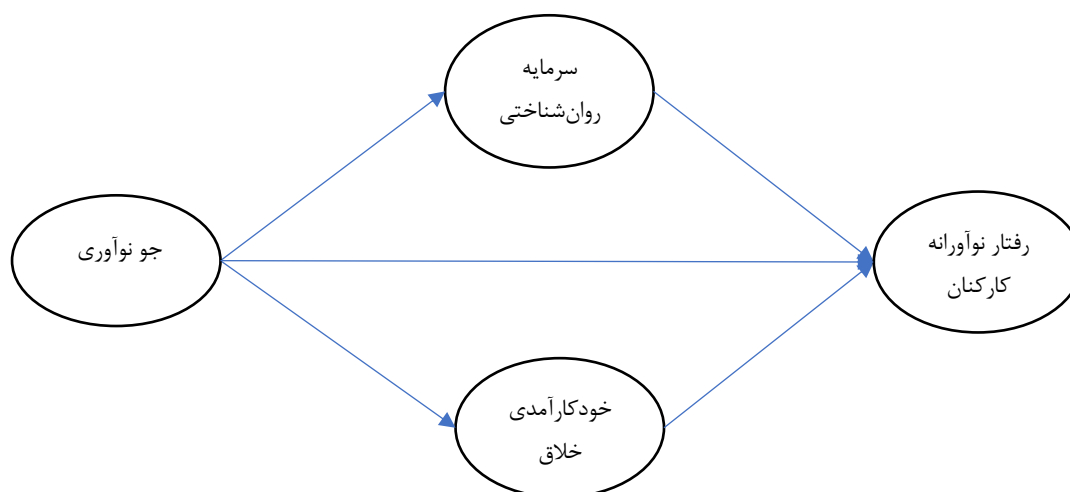 سرمایه
روان‌شناختی
جو نوآوری
رفتار نوآورانه
کارکنان
خودکارآمدی
خلاق